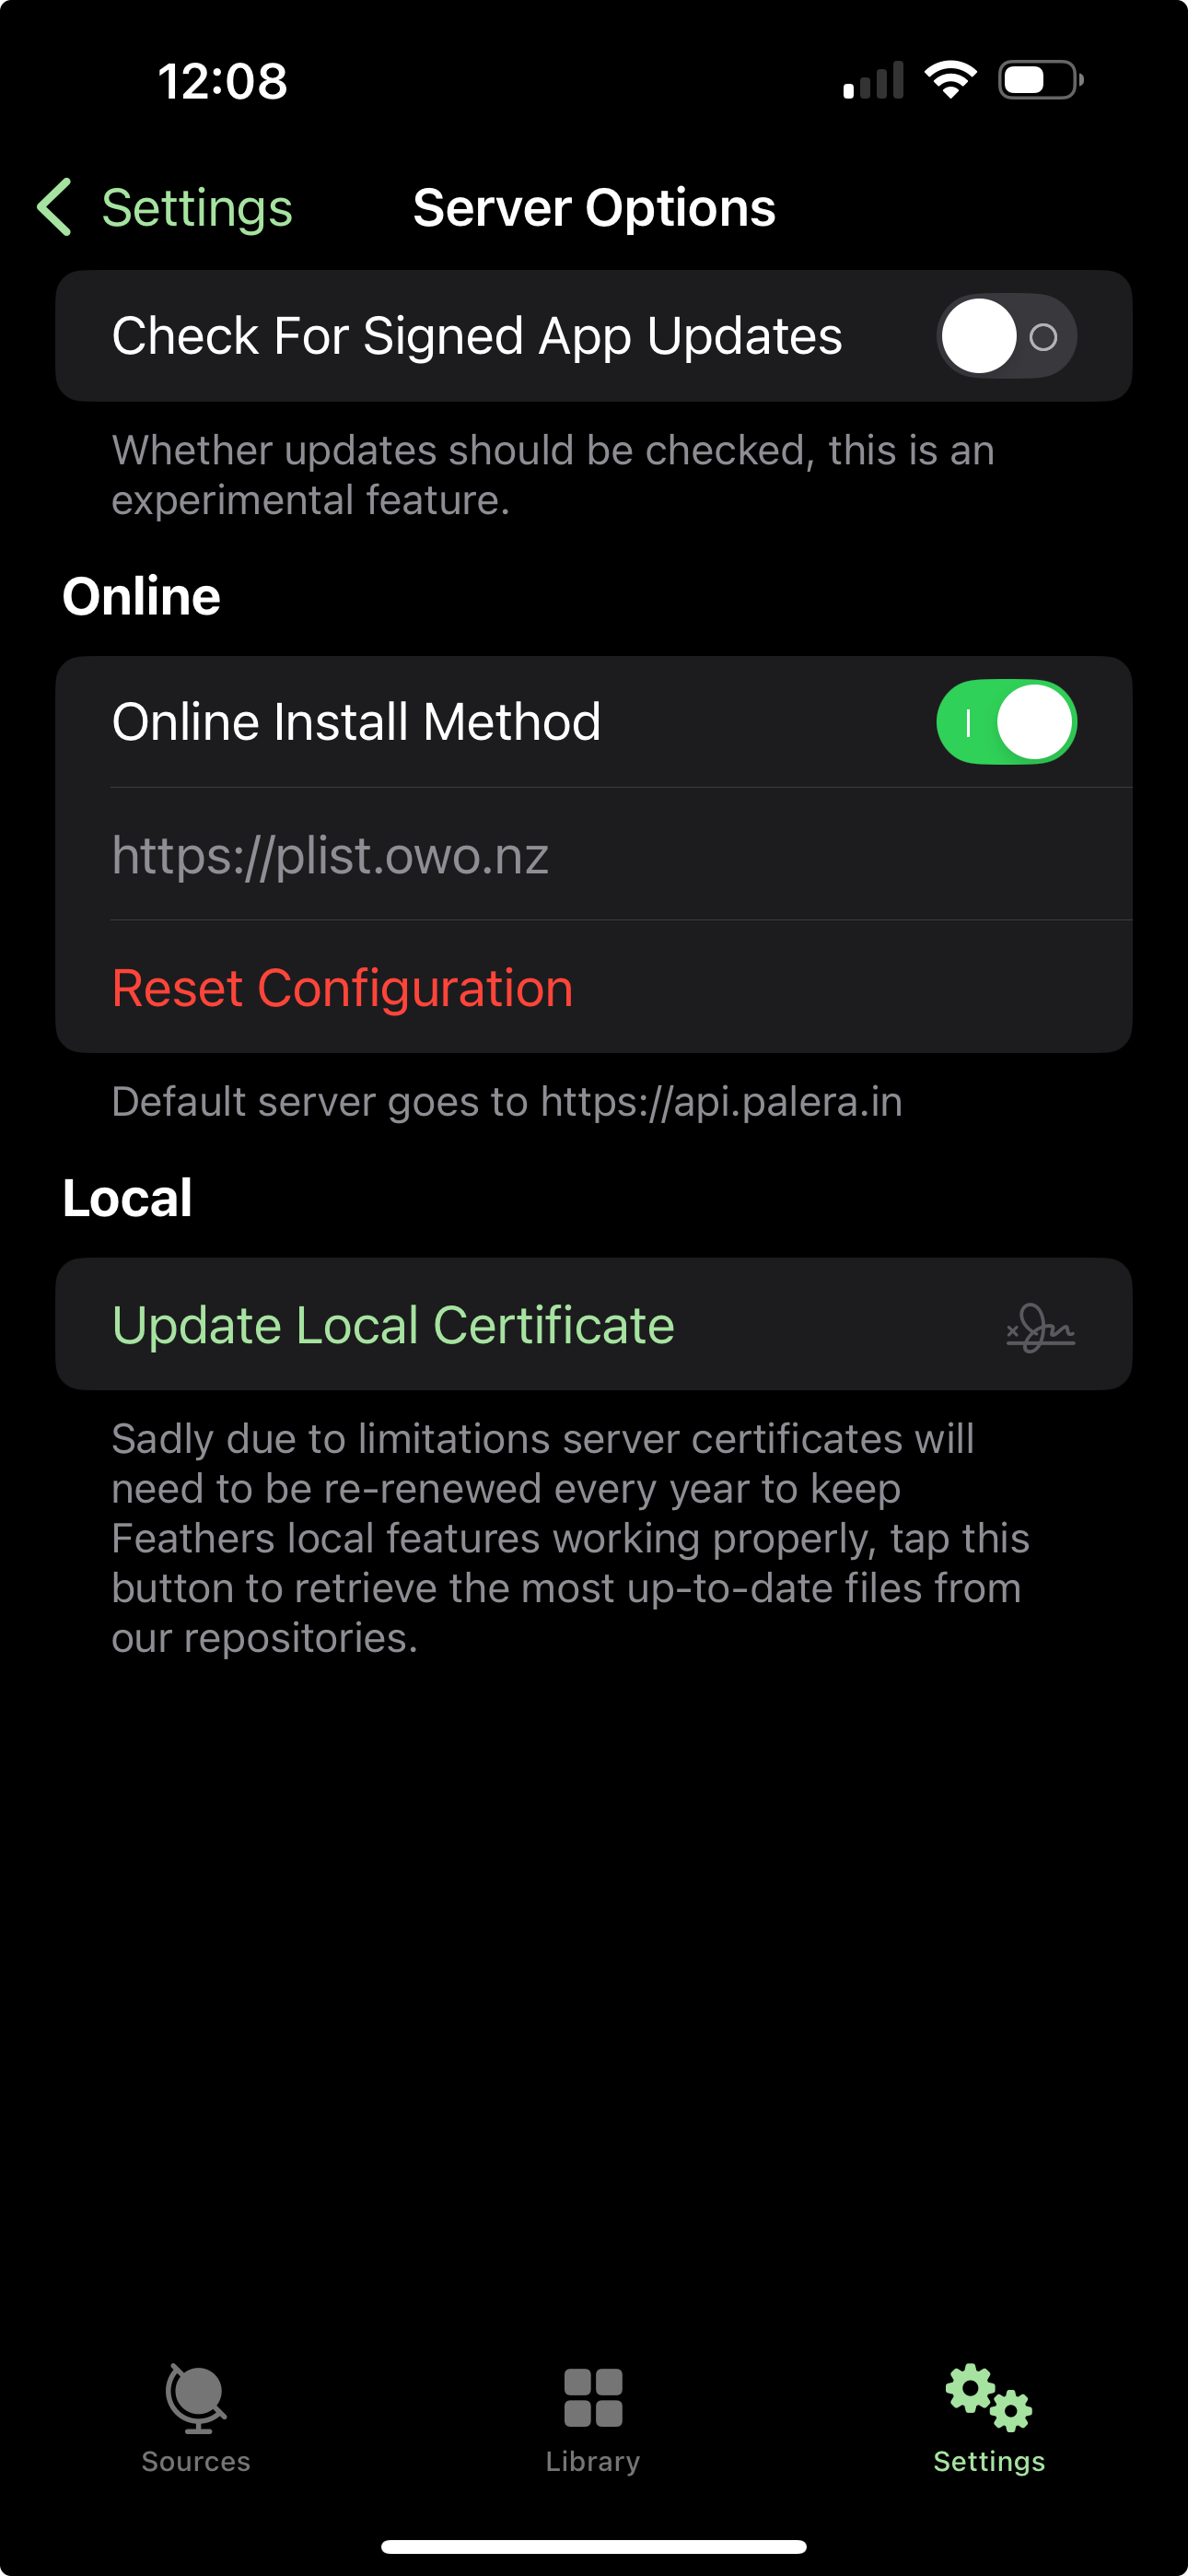 12:08
Settings
Server Options
Check For Signed App Updates
Whether updates should be checked, this is an
experimental feature.
Online
Online Install Method
https://plist.owo.nz
Reset Configuration
Default server goes to https://api.palera.in
Local
Update Local Certificate
Sadly due to limitations server certificates will
need to be re-renewed every year to keep
Feathers local features working properly, tap this
button to retrieve the most up-to-date files from
our repositories.
Sources
Library
Settings